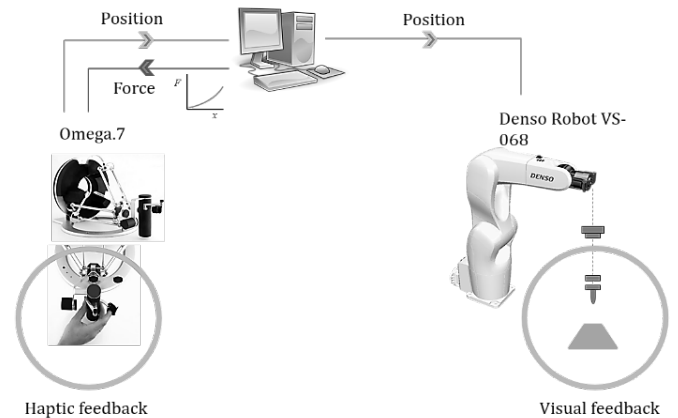 Position
Position
Force
F
x
Omega.7
Denso Robot VS-
068
DENSO
Haptic feedback
Visual feedback